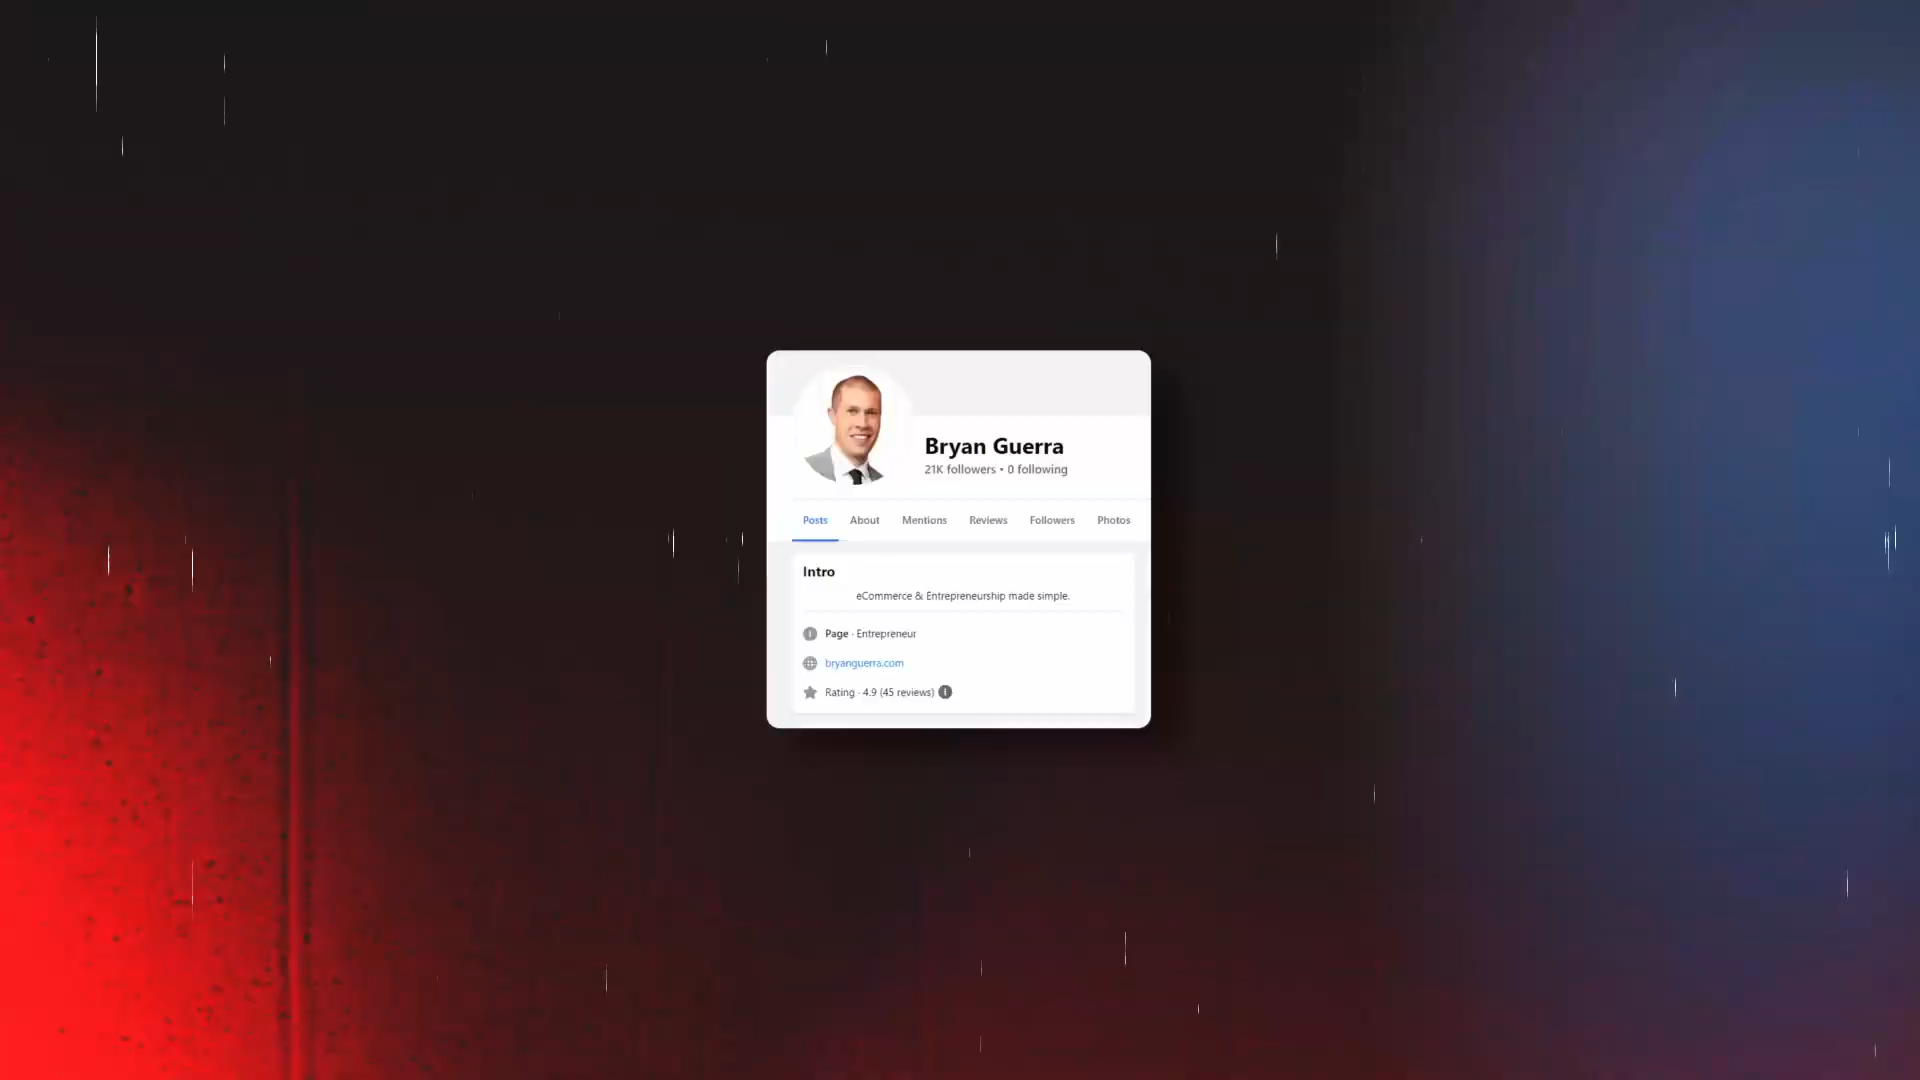 Bryan Guerra
21K followers • 0 following
Posts About Mentions Reviews Followers Photos
Intro
eCommerce & Entrepreneurship made simple.
Page · Entrepreneur
bryanguerra.com
Rating · 4.9 (45 reviews)